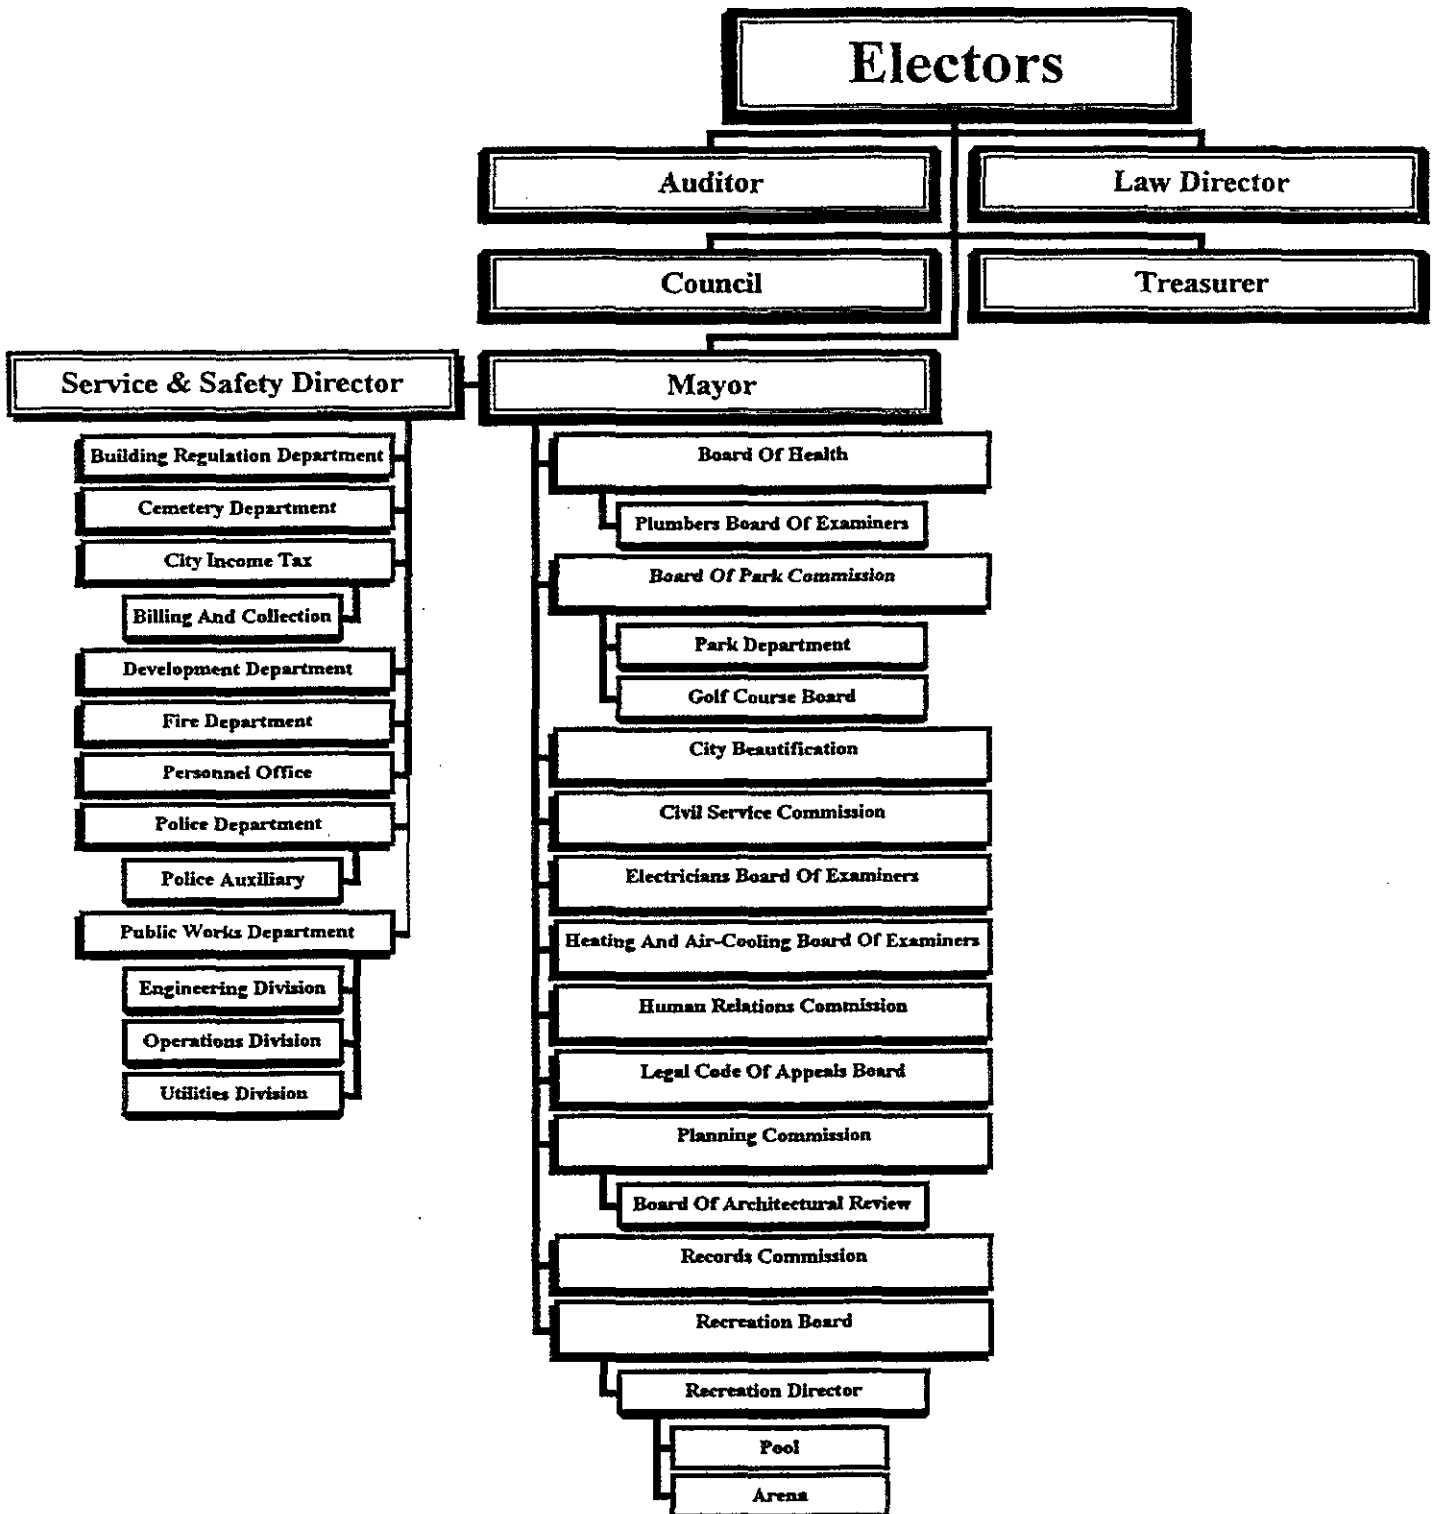 Electors
Auditor
Law Director
Council
Treasurer
Service & Safety Director
Mayor
Building Regulation Department
Cemetery Department
City Income Tax
Billing And Collection
Development Department
Fire Department
Personnel Office
Police Department
Police Auxiliary
Public Works Department
Engineering Division
Operations Division
Utilities Division
Board Of Health
Plumbers Board Of Examiners
Board Of Park Commission
Park Department
Golf Course Board
City Beautification
Civil Service Commission
Electricians Board Of Examiners
Heating And Air-Cooling Board Of Examiners
Human Relations Commission
Legal Code Of Appeals Board
Planning Commission
Board Of Architectural Review
Records Commission
Recreation Board
Recreation Director
Pool
Arena